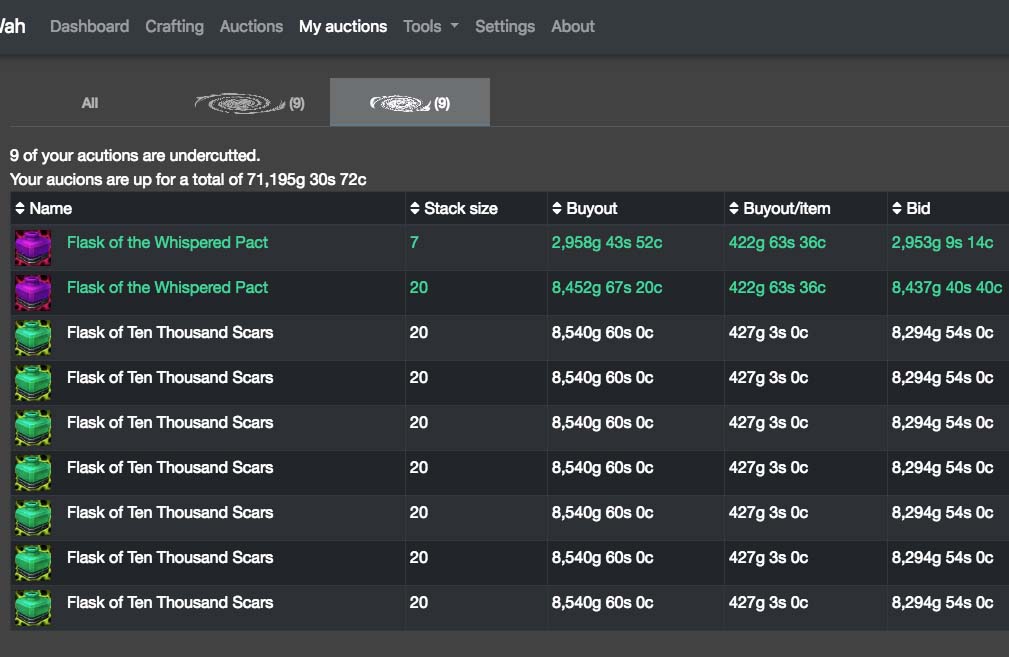 Dashboard Crafting Auctions My auctions Tools Settings About
All (9) (9)
9 of your acutions are undercutted.
Your aucions are up for a total of 71,195g 30s 72c
Name Stack size Buyout Buyout/item Bid
Flask of the Whispered Pact 7 2,958g 43s 52c 422g 63s 36c 2,953g 9s 14c
Flask of the Whispered Pact 20 8,452g 67s 20c 422g 63s 36c 8,437g 40s 40c
Flask of Ten Thousand Scars 20 8,540g 60s 0c 427g 3s 0c 8,294g 54s 0c
Flask of Ten Thousand Scars 20 8,540g 60s 0c 427g 3s 0c 8,294g 54s 0c
Flask of Ten Thousand Scars 20 8,540g 60s 0c 427g 3s 0c 8,294g 54s 0c
Flask of Ten Thousand Scars 20 8,540g 60s 0c 427g 3s 0c 8,294g 54s 0c
Flask of Ten Thousand Scars 20 8,540g 60s 0c 427g 3s 0c 8,294g 54s 0c
Flask of Ten Thousand Scars 20 8,540g 60s 0c 427g 3s 0c 8,294g 54s 0c
Flask of Ten Thousand Scars 20 8,540g 60s 0c 427g 3s 0c 8,294g 54s 0c